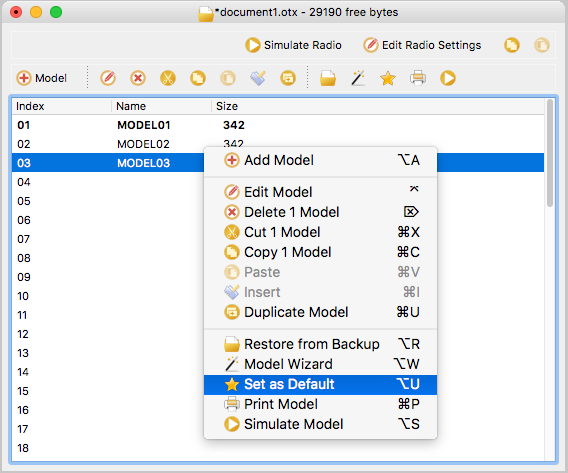 *document1.otx - 29190 free bytes
Simulate Radio Edit Radio Settings
Model
Index Name Size
01 MODEL01 342
02 MODEL02 342
03 MODEL03
04
05
06
07
08
09
10
11
12
13
14
15
16
17
18
Add Model ⌥A
Edit Model ⌤
Delete 1 Model ⌦
Cut 1 Model ⌘X
Copy 1 Model ⌘C
Paste ⌘V
Insert ⌘I
Duplicate Model ⌘U
Restore from Backup ⌥R
Model Wizard ⌥W
Set as Default ⌥U
Print Model ⌘P
Simulate Model ⌥S